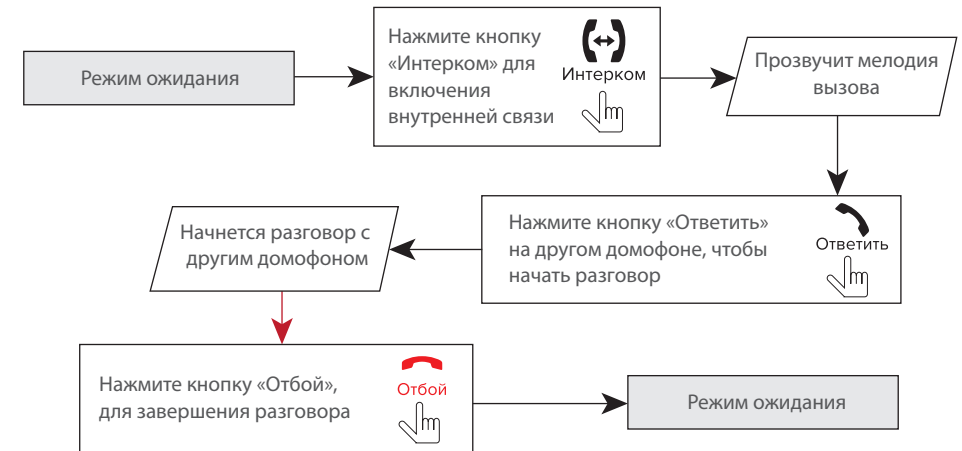 Режим ожидания
Нажмите кнопку
«Интерком» для
включения
внутренней связи
Интерком
Прозвучит мелодия
вызова
Нажмите кнопку «Ответить»
на другом домофоне, чтобы
начать разговор
Ответить
Начнется разговор с
другим домофоном
Нажмите кнопку «Отбой»,
для завершения разговора
Отбой
Режим ожидания